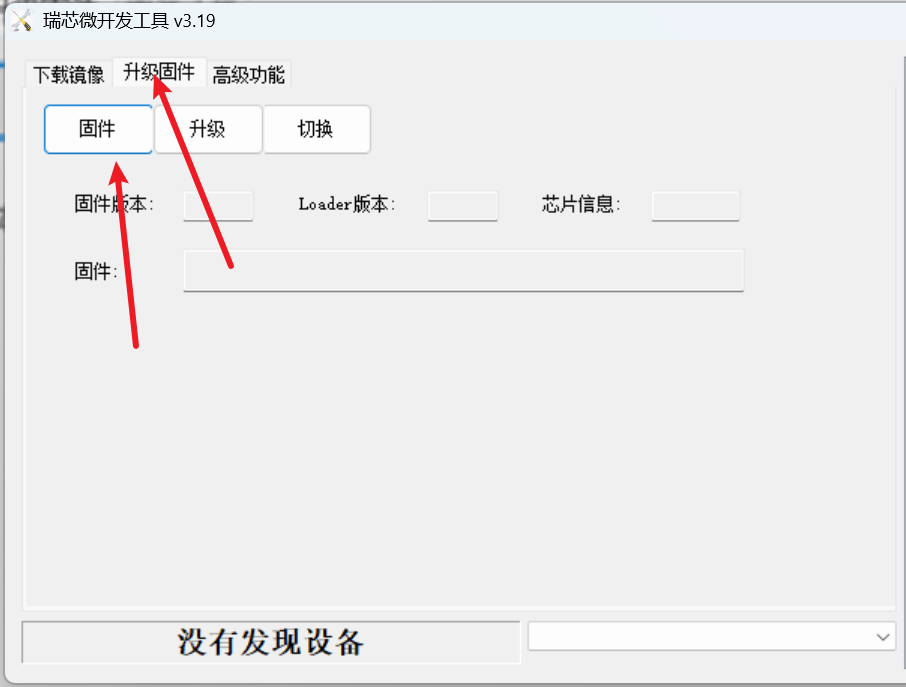 瑞芯微开发工具 v3.19
下载镜像 升级固件 高级功能
固件 升级 切换
固件版本: Loader版本: 芯片信息:
固件:
没有发现设备